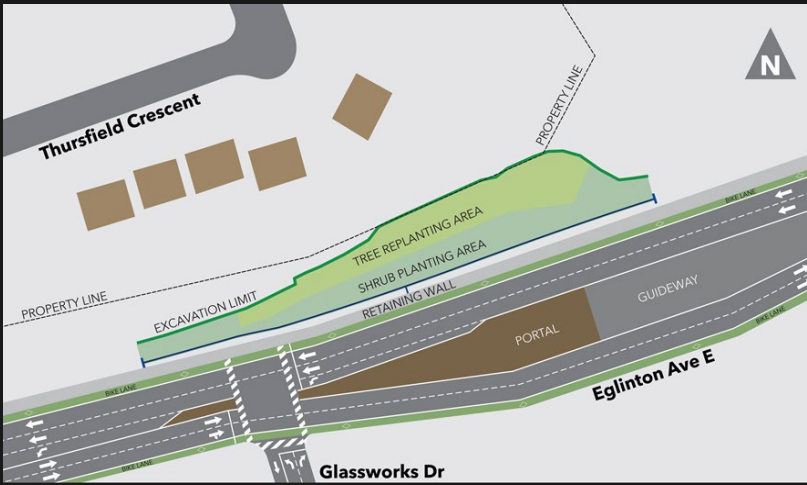 N
Thursfield Crescent
PROPERTY LINE
PROPERTY LINE
TREE REPLANTING AREA
SHRUB PLANTING AREA
RETAINING WALL
EXCAVATION LIMIT
BIKE LANE
GUIDEWAY
PORTAL
BIKE LANE
BIKE LANE
Eglinton Ave E
BIKE LANE
Glassworks Dr